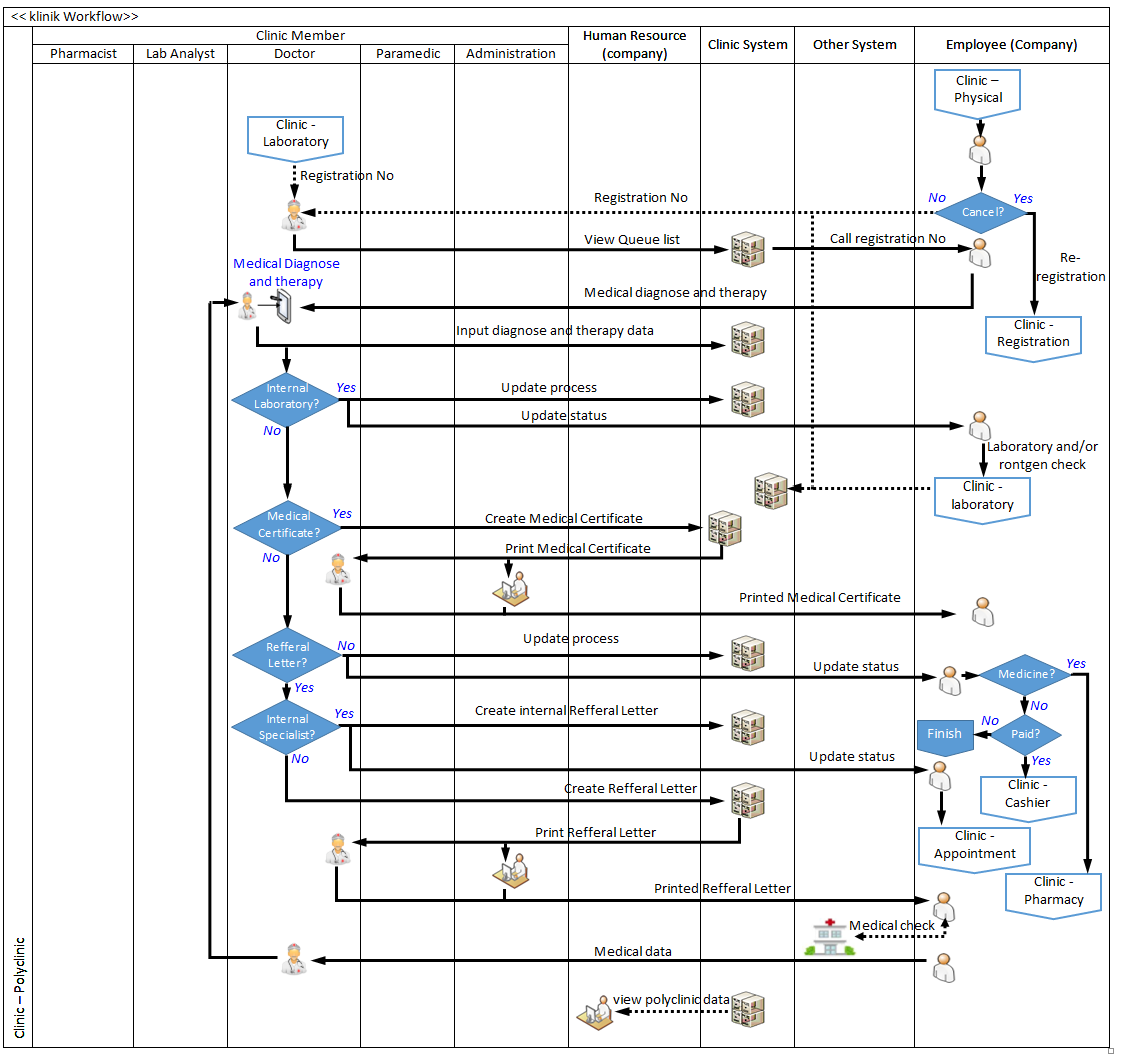 << klinik Workflow>>
Clinic Member
Human Resource
(company)
Clinic System
Other System
Employee (Company)
Pharmacist
Lab Analyst
Doctor
Paramedic
Administration
Clinic –
Physical
Clinic -
Laboratory
Registration No
Registration No
No
Yes
Cancel?
View Queue list
Call registration No
Re-
registration
Medical Diagnose
and therapy
Medical diagnose and therapy
Clinic -
Registration
Input diagnose and therapy data
Internal
Laboratory?
Yes
No
Update process
Update status
Laboratory and/or
rontgen check
Clinic -
laboratory
Medical
Certificate?
Yes
No
Create Medical Certificate
Print Medical Certificate
Printed Medical Certificate
Refferal
Letter?
No
Yes
Update process
Update status
Medicine?
Yes
No
Internal
Specialist?
Yes
No
Create internal Refferal Letter
Finish
No
Paid?
Yes
Update status
Clinic -
Cashier
Create Refferal Letter
Print Refferal Letter
Clinic -
Appointment
Printed Refferal Letter
Clinic -
Pharmacy
Medical check
Medical data
view polyclinic data
Clinic – Polyclinic